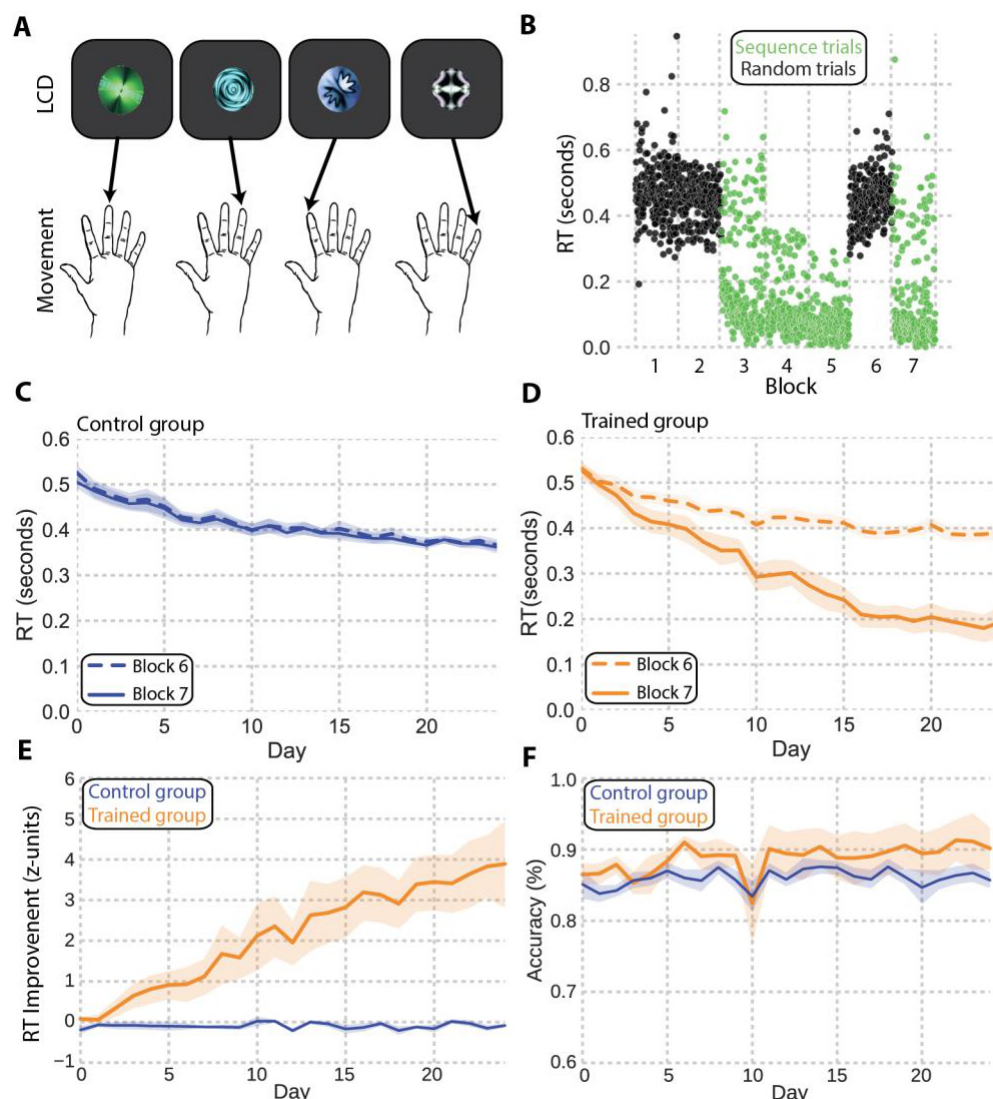 A
LCD
Movement
B
Sequence trials
Random trials
RT (seconds)
0.8
0.6
0.4
0.2
0.0
1 2 3 4 5 6 7
Block
C
Control group
RT (seconds)
0.6
0.5
0.4
0.3
0.1
0.0
Block 6
Block 7
0 5 10 15 20
Day
D
Trained group
RT(seconds)
0.6
0.5
0.4
0.3
0.2
0.1
0.0
Block 6
Block 7
0 5 10 15 20
Day
E
Control group
Trained group
RT Improvenent (z-units)
6
5
4
3
2
1
0
−1
0 5 10 15 20
Day
F
Control group
Trained group
Accuracy (%)
1.0
0.9
0.8
0.7
0.6
0 5 10 15 20
Day